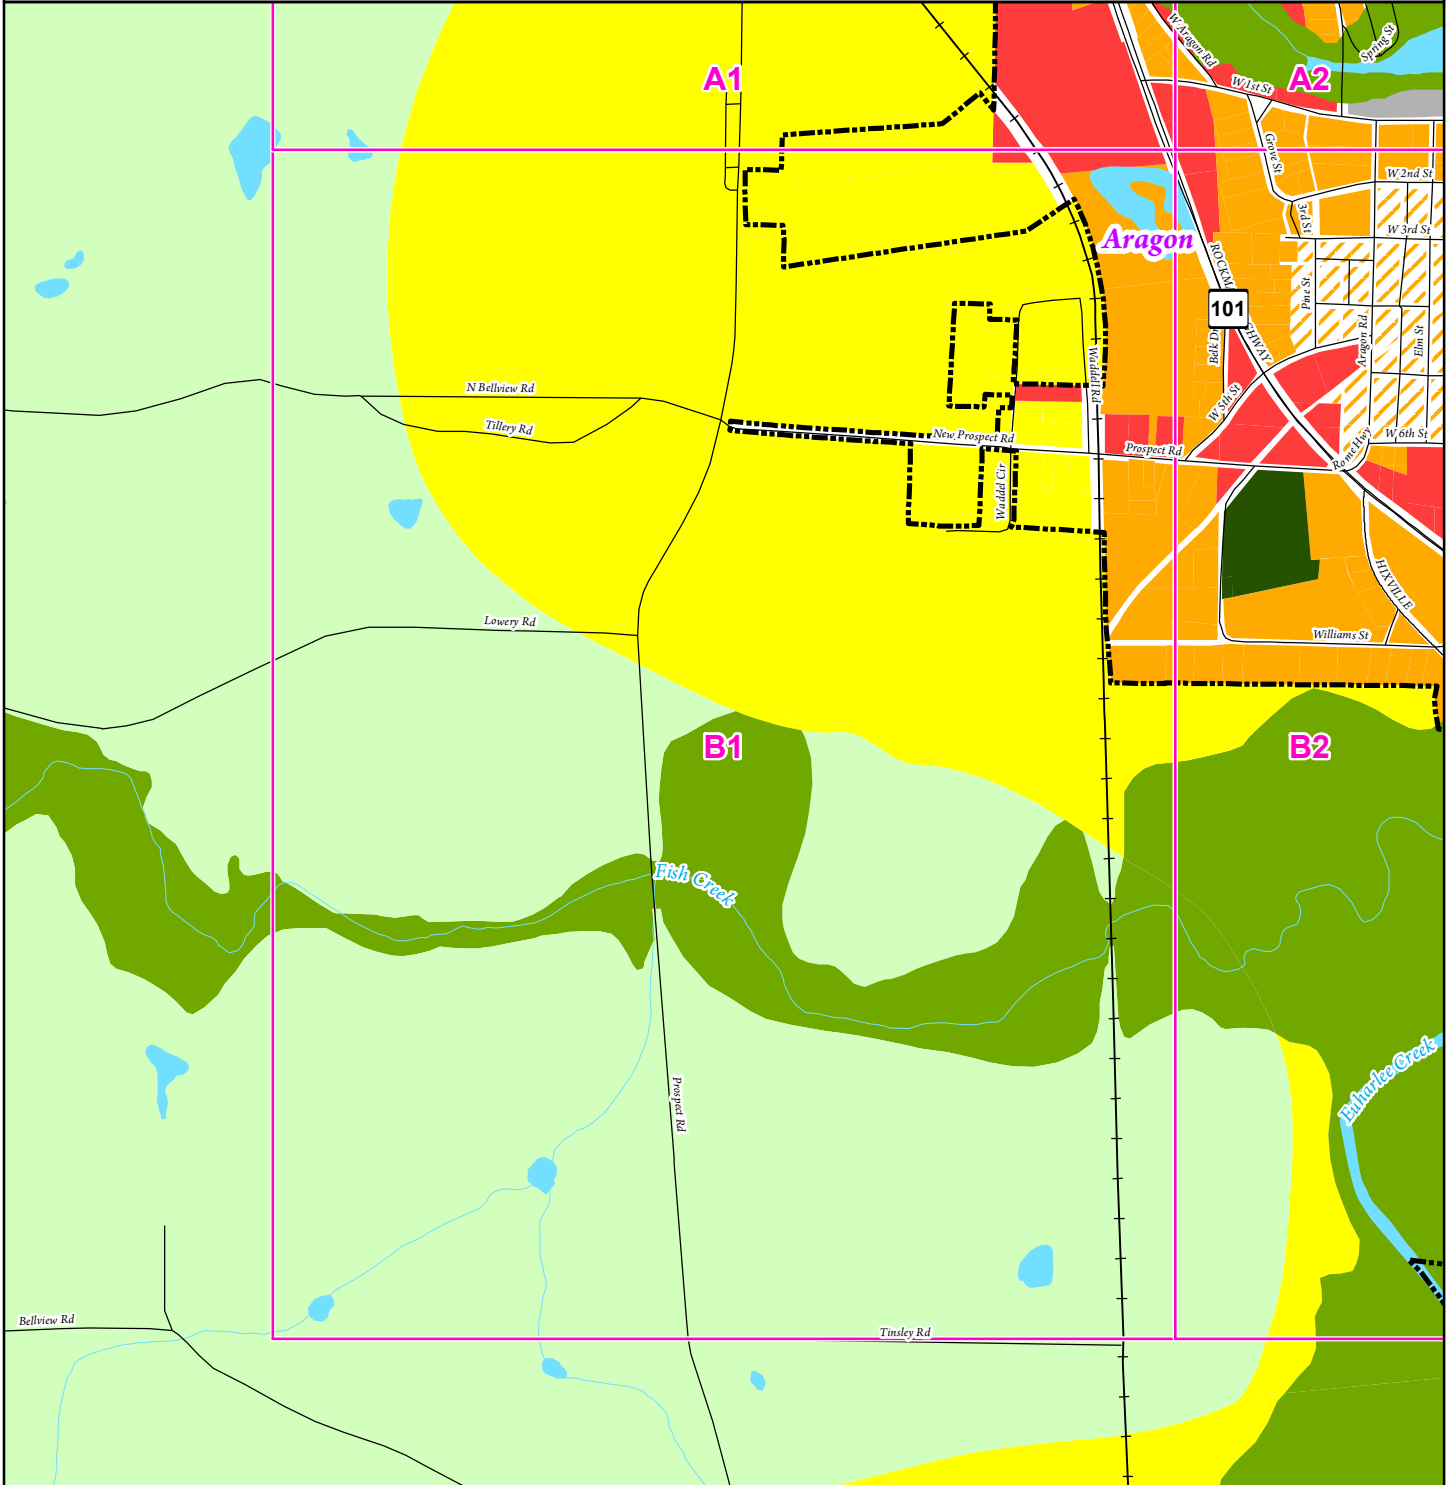 A1
W Aragon Rd
Spring St
W 1st St
A2
Grove St
W 2nd St
3rd St
W 3rd St
Aragon
ROCKMA
101
HWAY
Pine St
Belk Dr
Aragon Rd
Elm St
Waddell Rd
N Bellview Rd
Tillery Rd
New Prospect Rd
Prospect Rd
W 5th St
W 6th St
Rome Hwy
Waddel Cir
HIXVILLE
Lowery Rd
Williams St
B1
B2
Fish Creek
Euharlee Creek
Prospect Rd
Bellview Rd
Tinsley Rd